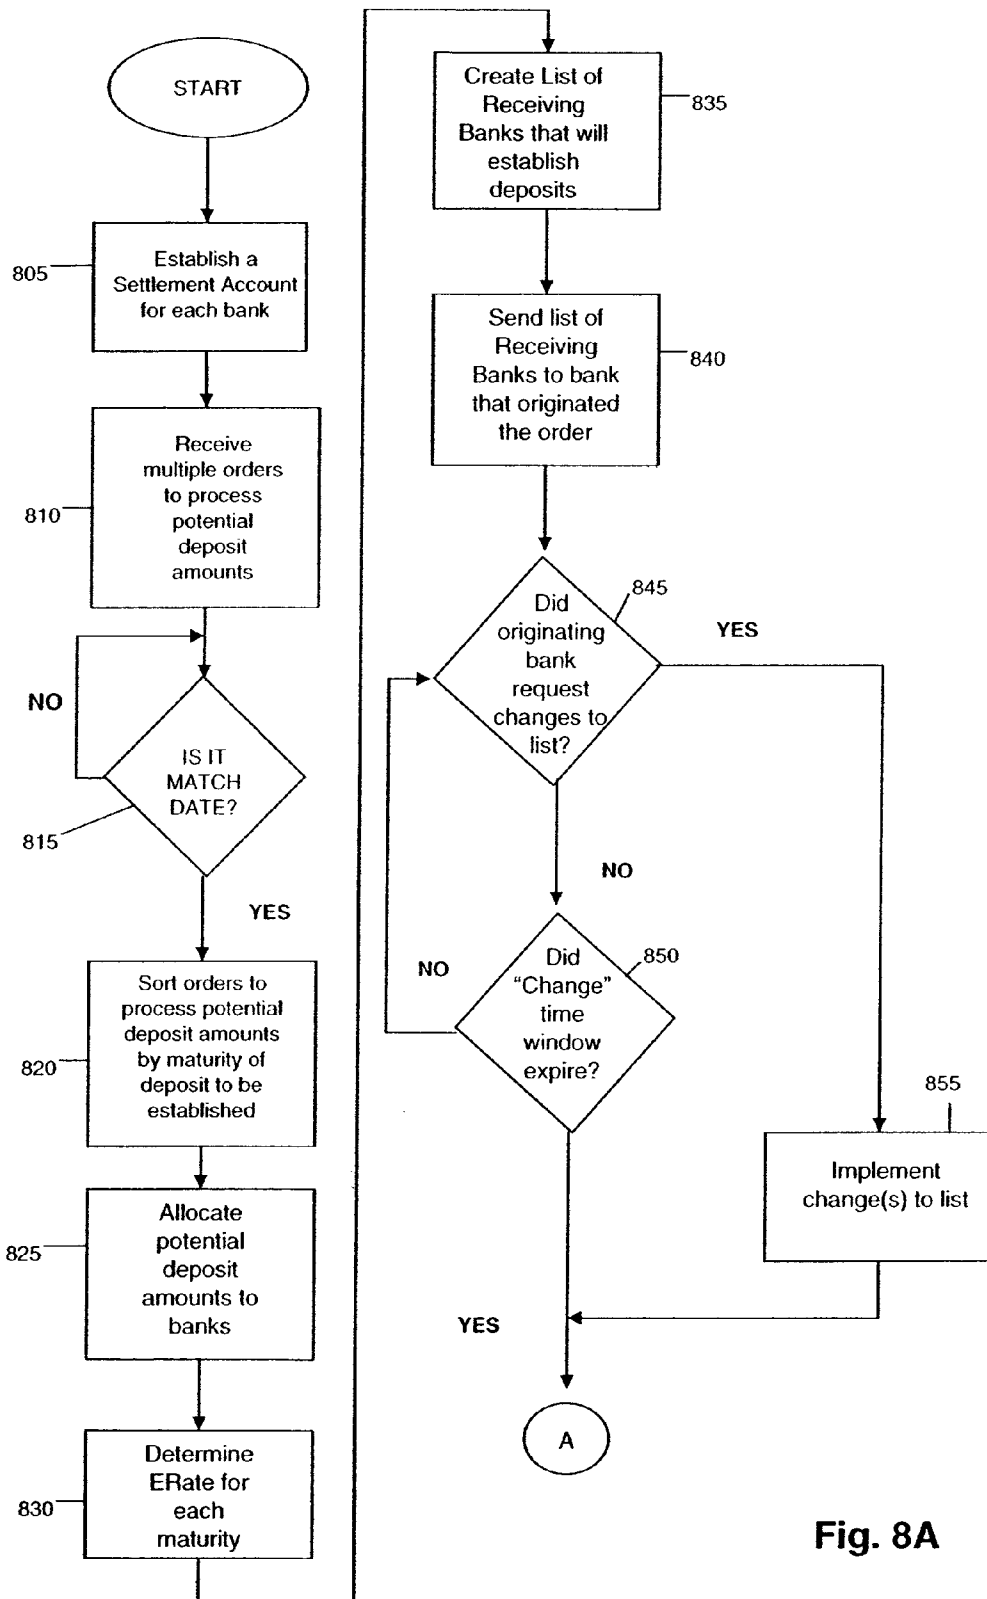 START
805
Establish a
Settlement Account
for each bank
810
Receive
multiple orders
to process
potential
deposit
amounts
NO
IS IT
MATCH
DATE?
815
YES
820
Sort orders to
process potential
deposit amounts
by maturity of
deposit to be
established
825
Allocate
potential
deposit
amounts to
banks
830
Determine
ERate for
each
maturity
Create List of
Receiving
Banks that will
establish
deposits
835
Send list of
Receiving
Banks to bank
that originated
the order
840
Did
originating
bank
request
changes to
list?
845
YES
NO
Did
“Change”
time
window
expire?
850
NO
855
Implement
change(s) to list
YES
A
Fig. 8A